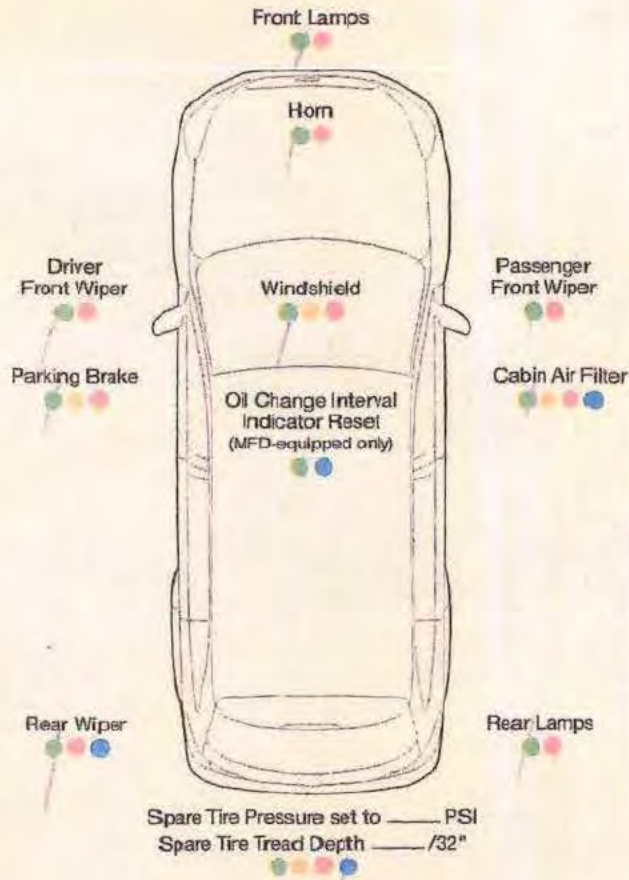 Front Lamps
Horn
Driver
Front Wiper
Windshield
Passenger
Front Wiper
Parking Brake
Cabin Air Filter
Oil Change Interval
Indicator Reset
(MFD-equipped only)
Rear Wiper
Rear Lamps
Spare Tire Pressure set to ____ PSI
Spare Tire Tread Depth ____ /32"